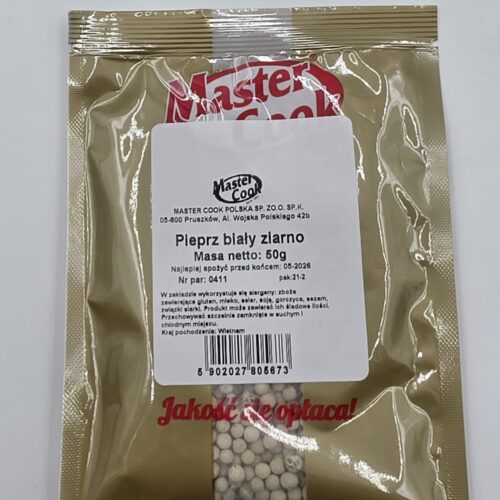 Master
Cook
Master
Cook
MASTER COOK POLSKA SP. ZO.O. SP.K.
05-800 Pruszków, Al. Wojska Polskiego 42b
Pieprz biały ziarno
Masa netto: 50g
Najlepiej spożyć przed końcem: 05-2026
Nr par: 0411 pak:21-2
W zakładzie wykorzystuje się alergeny: zboża
zawierające gluten, mleko, seler, soję, gorczyce, sezam,
związki siarki. Produkt może zawierać ich śladowe ilości.
Przechowywać szczelnie zamknięte w suchym i
chłodnym miejscu.
Kraj pochodzenia: Wietnam
5 902027 805673
Jakość się opłaca!